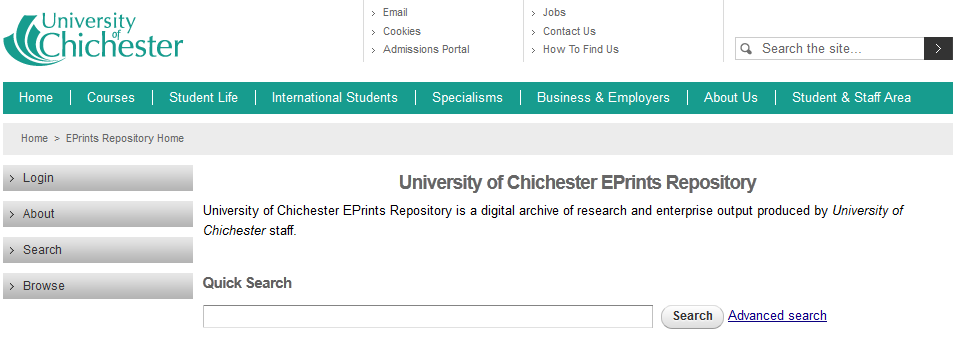 University
of
Chichester
Email
Cookies
Admissions Portal
Jobs
Contact Us
How To Find Us
Search the site...
Home
Courses
Student Life
International Students
Specialisms
Business & Employers
About Us
Student & Staff Area
Home > EPrints Repository Home
Login
About
Search
Browse
University of Chichester EPrints Repository
University of Chichester EPrints Repository is a digital archive of research and enterprise output produced by University of
Chichester staff.
Quick Search
Search Advanced search